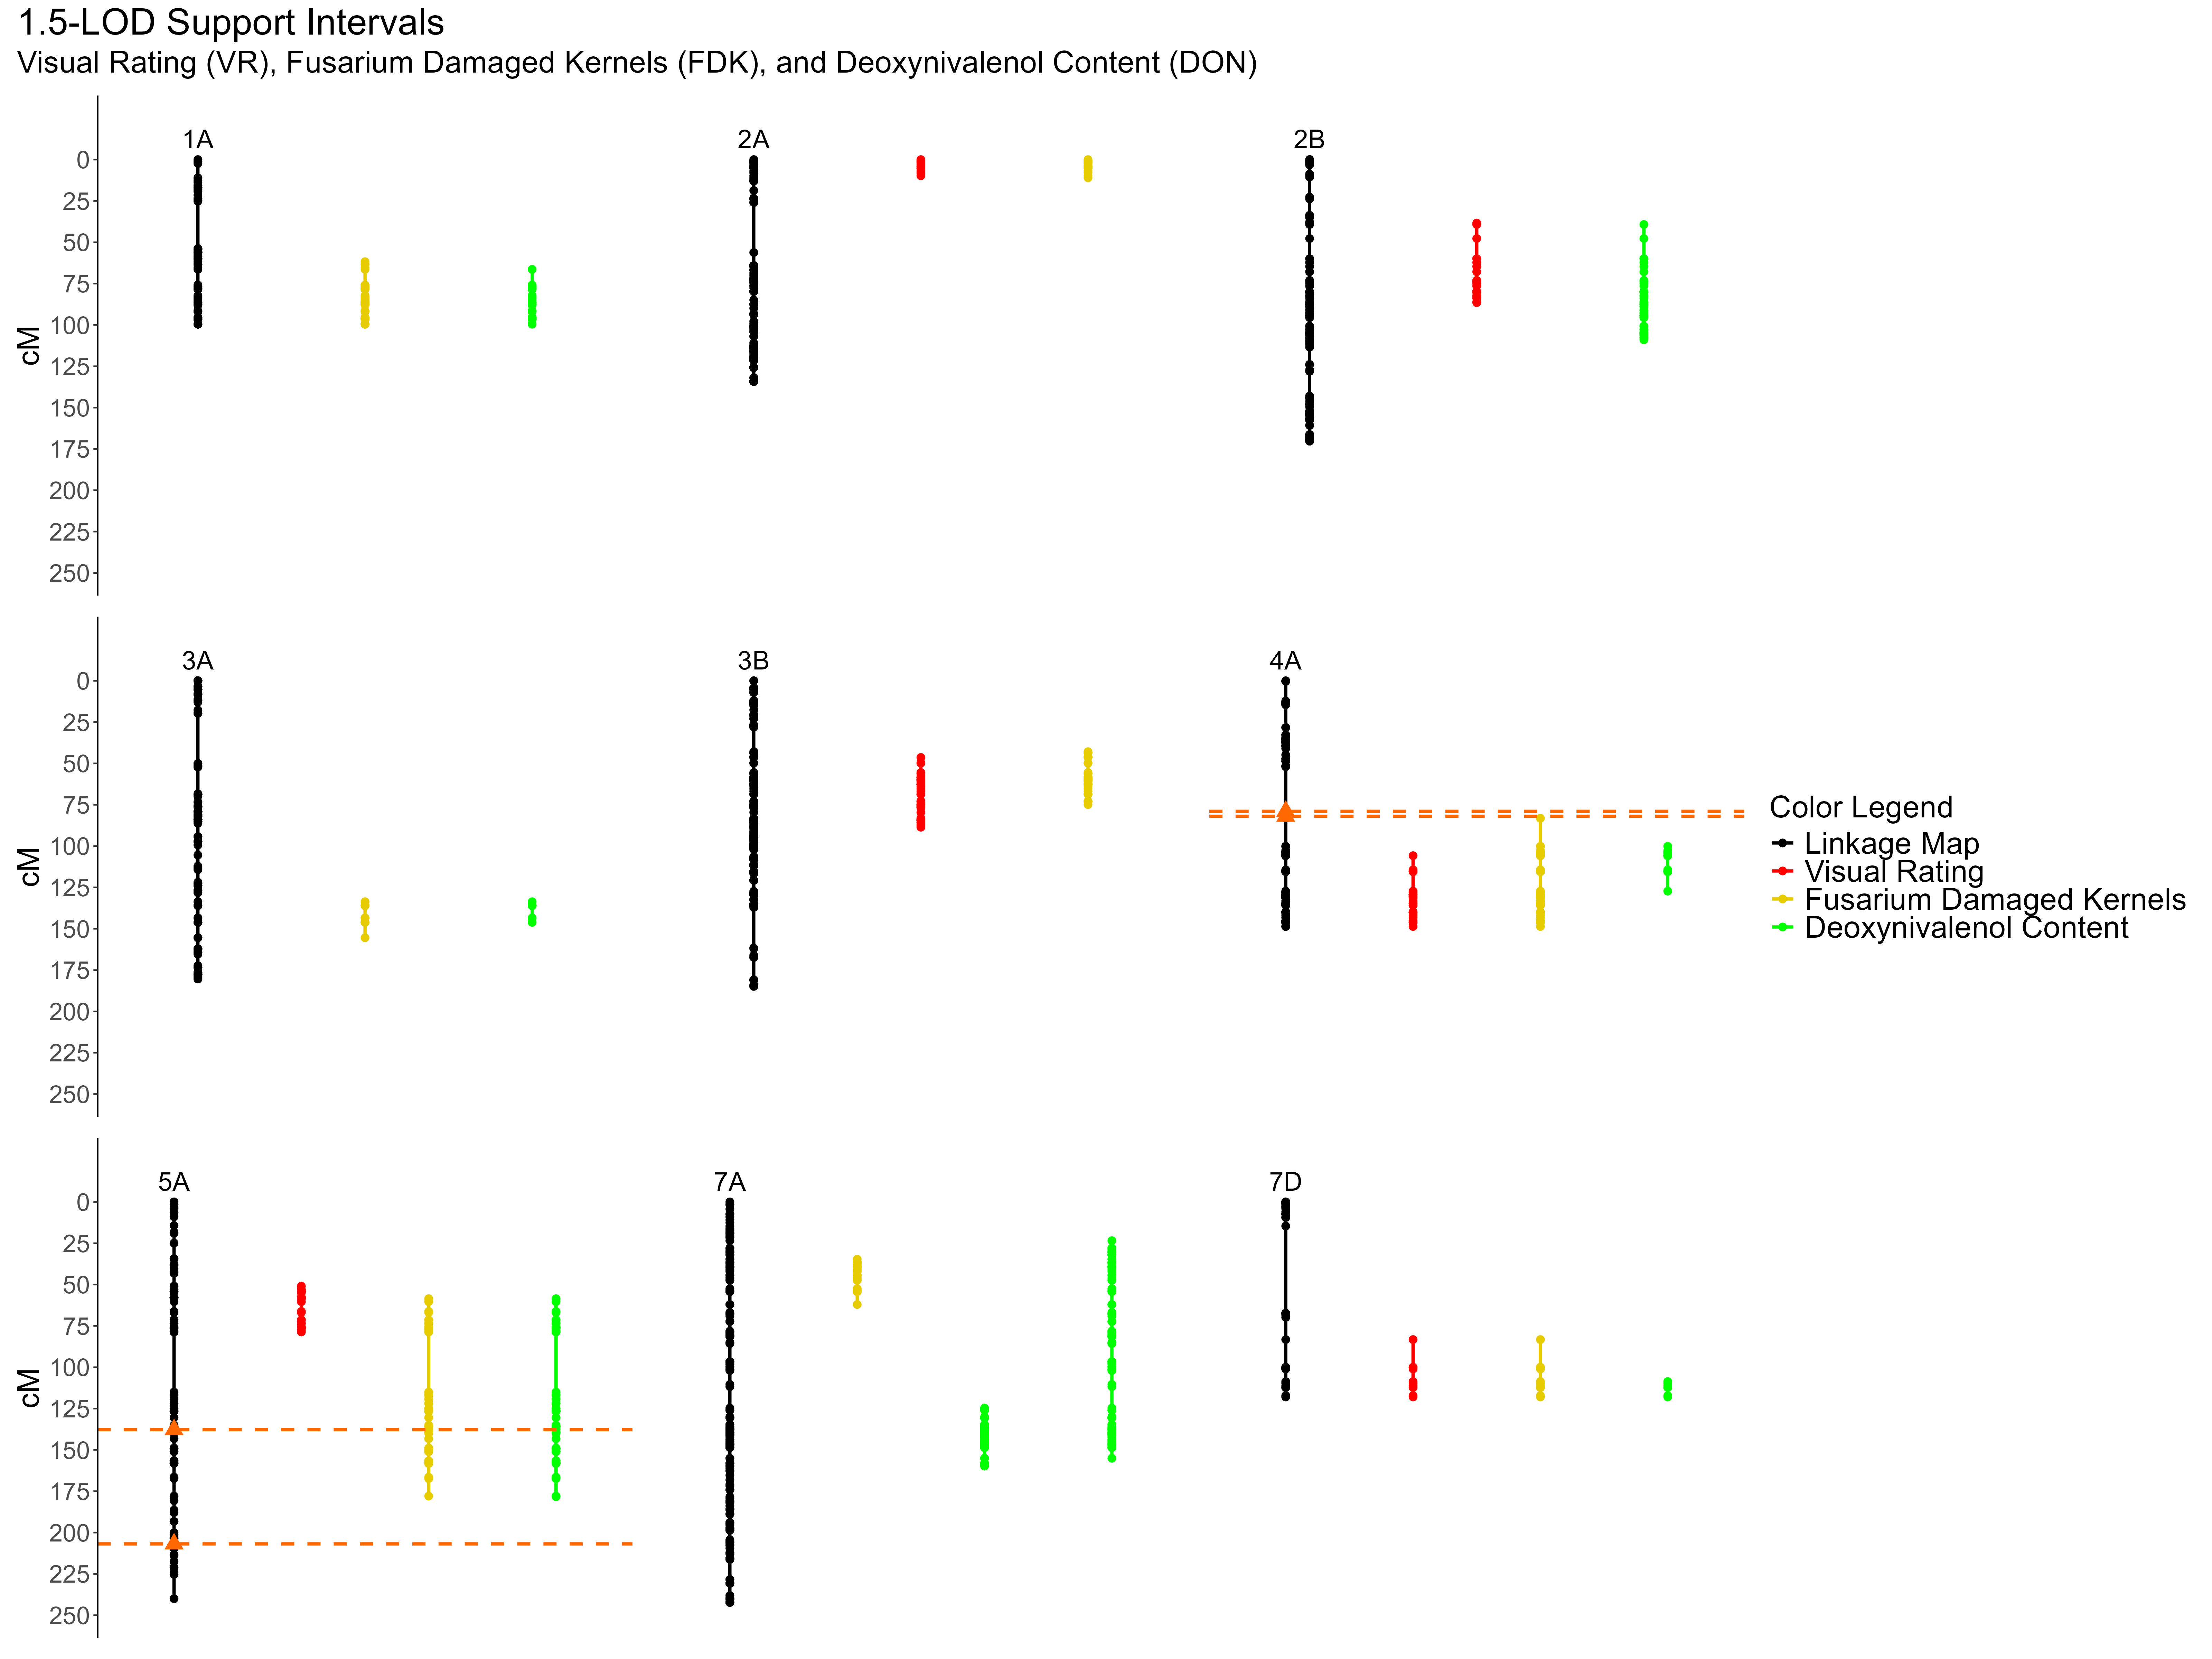 1.5-LOD Support Intervals
Visual Rating (VR), Fusarium Damaged Kernels (FDK), and Deoxynivalenol Content (DON)
1A 2A 2B
0
25
50
75
100
125
150
175
200
225
250
cM
3A 3B 4A
0
25
50
75
100
125
150
175
200
225
250
cM
Color Legend
Linkage Map
Visual Rating
Fusarium Damaged Kernels
Deoxynivalenol Content
5A 7A 7D
0
25
50
75
100
125
150
175
200
225
250
cM